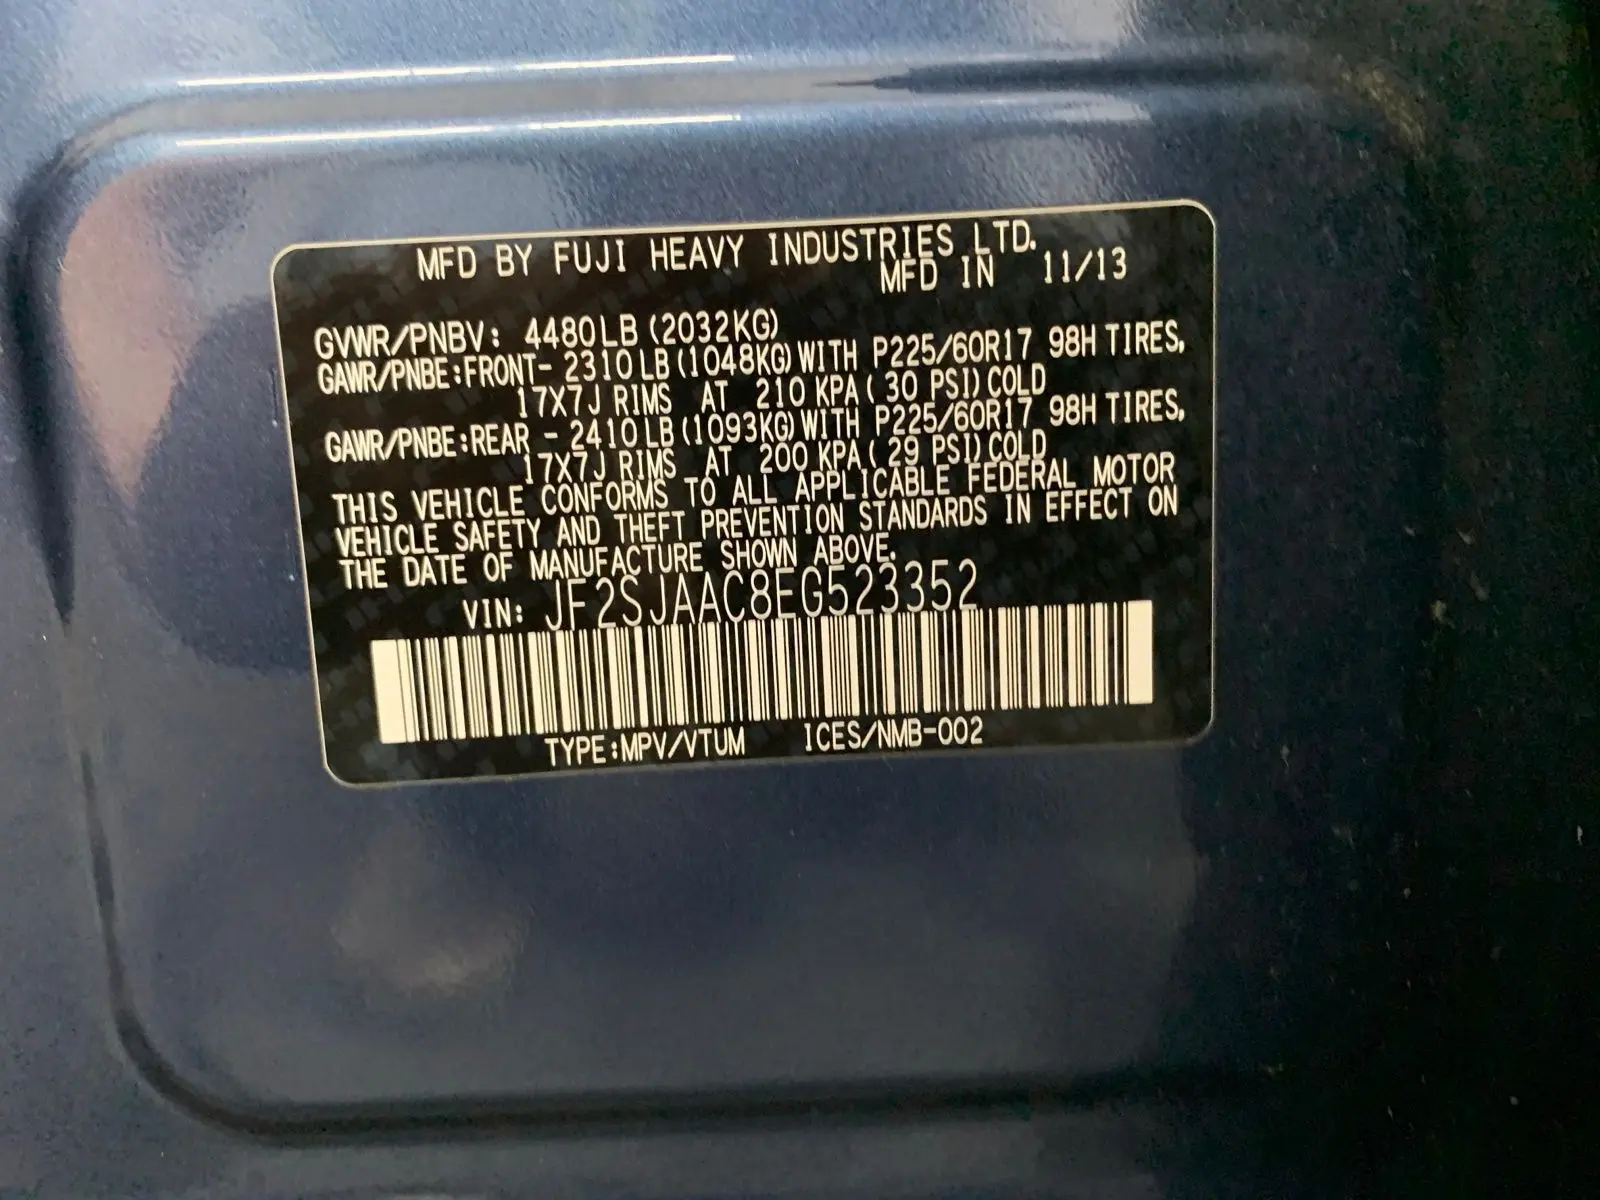 MFD BY FUJI HEAVY INDUSTRIES LTD.
MFD IN 11/13
GVWR/PNBV: 4480LB (2032KG)
GAWR/PNBE:FRONT- 2310LB(1048KG)WITH P225/60R17 98H TIRES,
17X7J RIMS AT 210 KPA( 30 PSI)COLD
GAWR/PNBE:REAR - 2410LB(1093KG)WITH P225/60R17 98H TIRES,
17X7J RIMS AT 200 KPA( 29 PSI)COLD
THIS VEHICLE CONFORMS TO ALL APPLICABLE FEDERAL MOTOR
VEHICLE SAFETY AND THEFT PREVENTION STANDARDS IN EFFECT ON
THE DATE OF MANUFACTURE SHOWN ABOVE.
VIN: JF2SJAAC8EG523352
TYPE:MPV/VTUM ICES/NMB-002